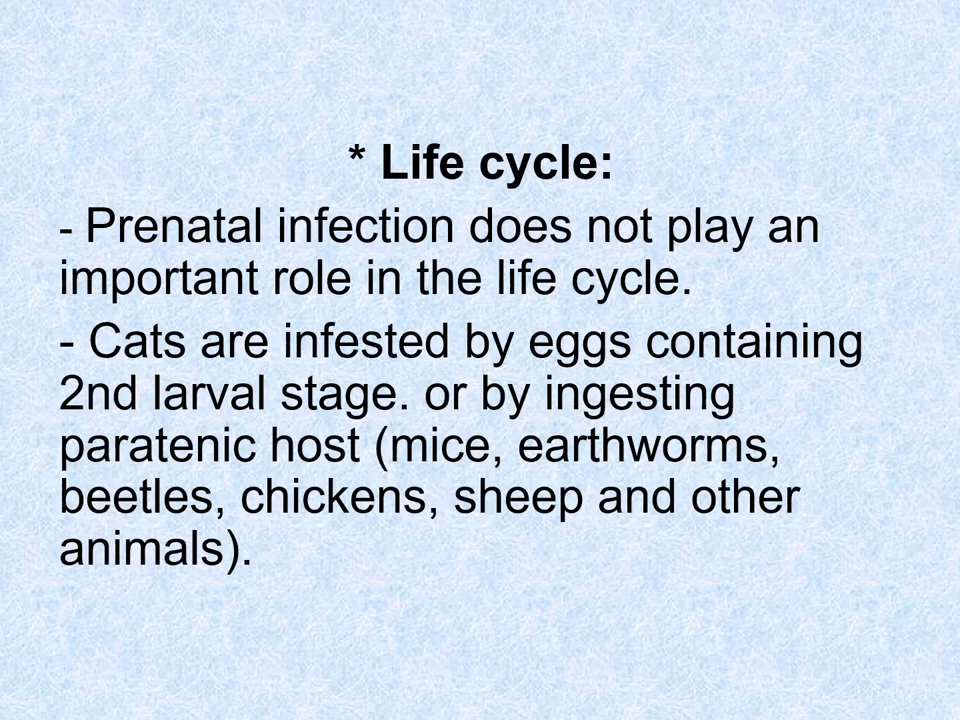 * Life cycle:
- Prenatal infection does not play an
important role in the life cycle.
- Cats are infested by eggs containing
2nd larval stage. or by ingesting
paratenic host (mice, earthworms,
beetles, chickens, sheep and other
animals).